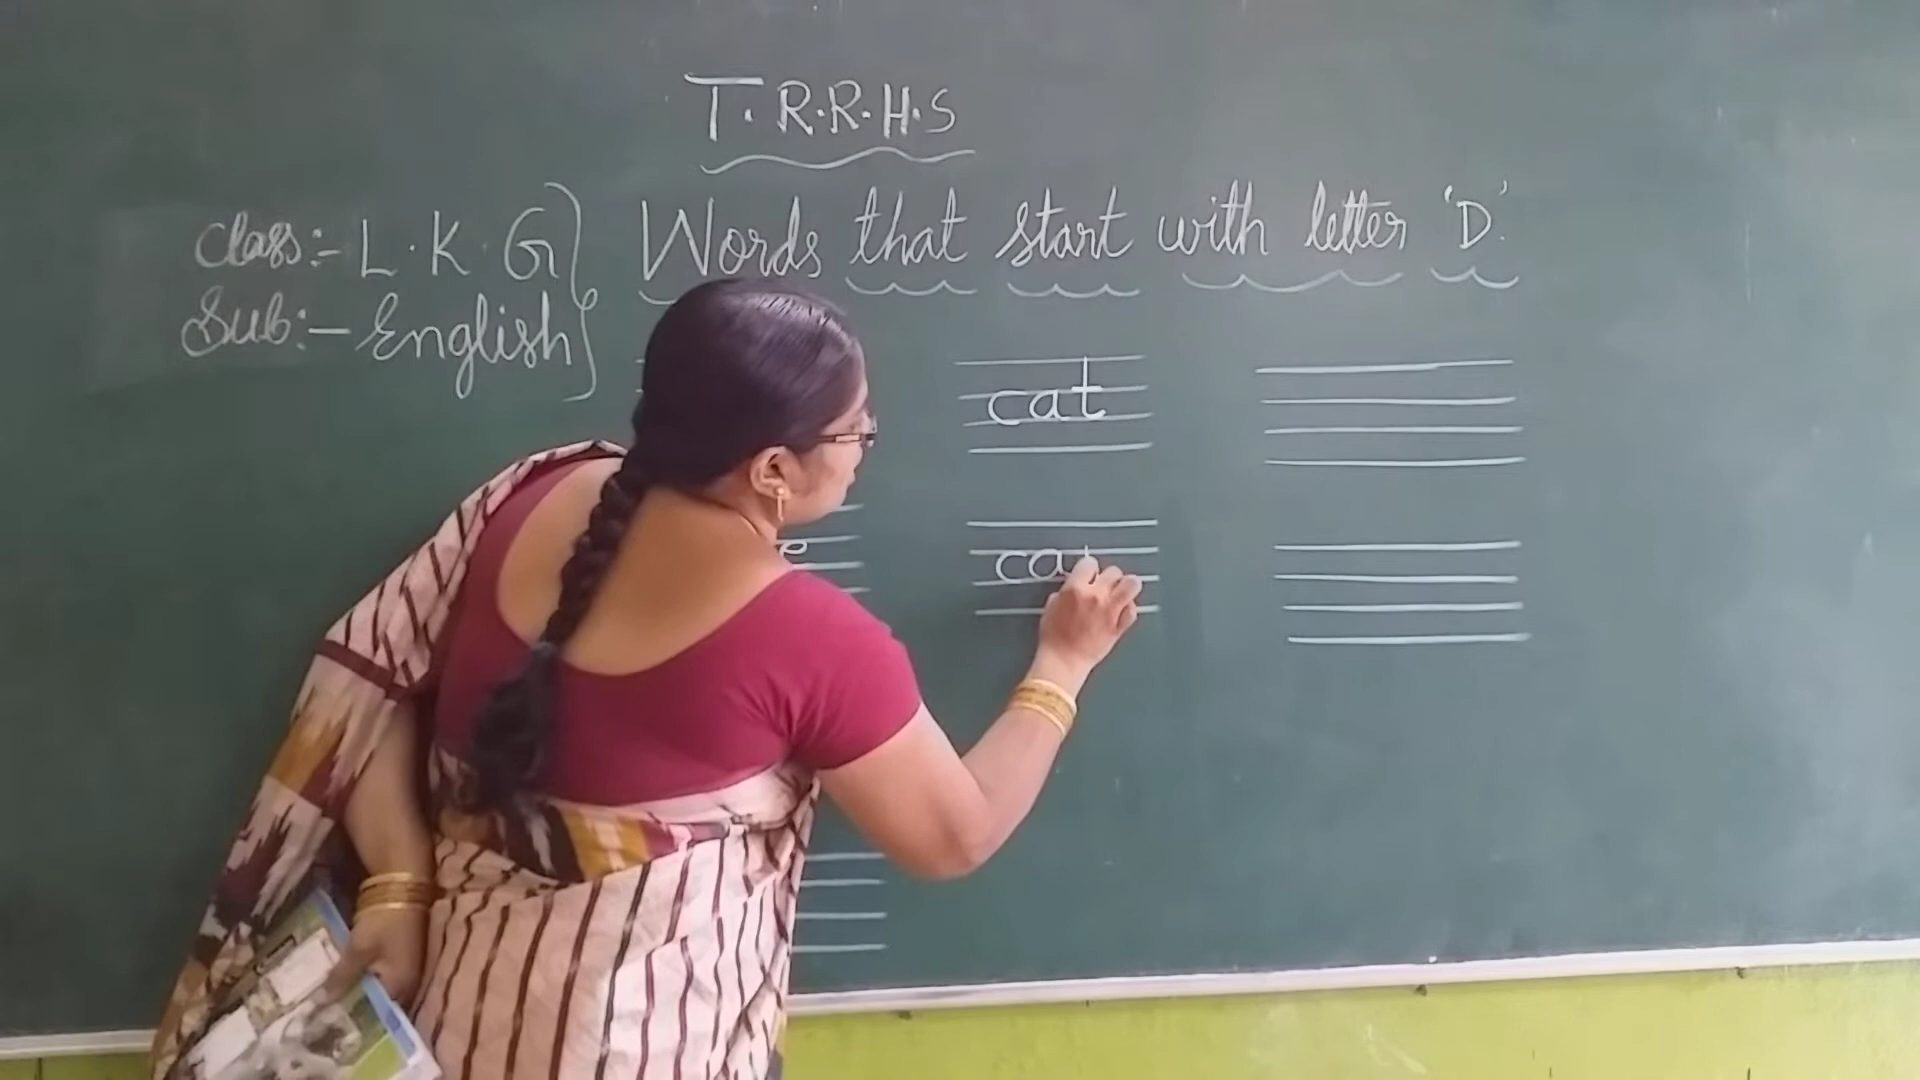 T.R.R.H.S
Class:- L.K.G
Sub:- English
Words that start with letter 'D'.
cat